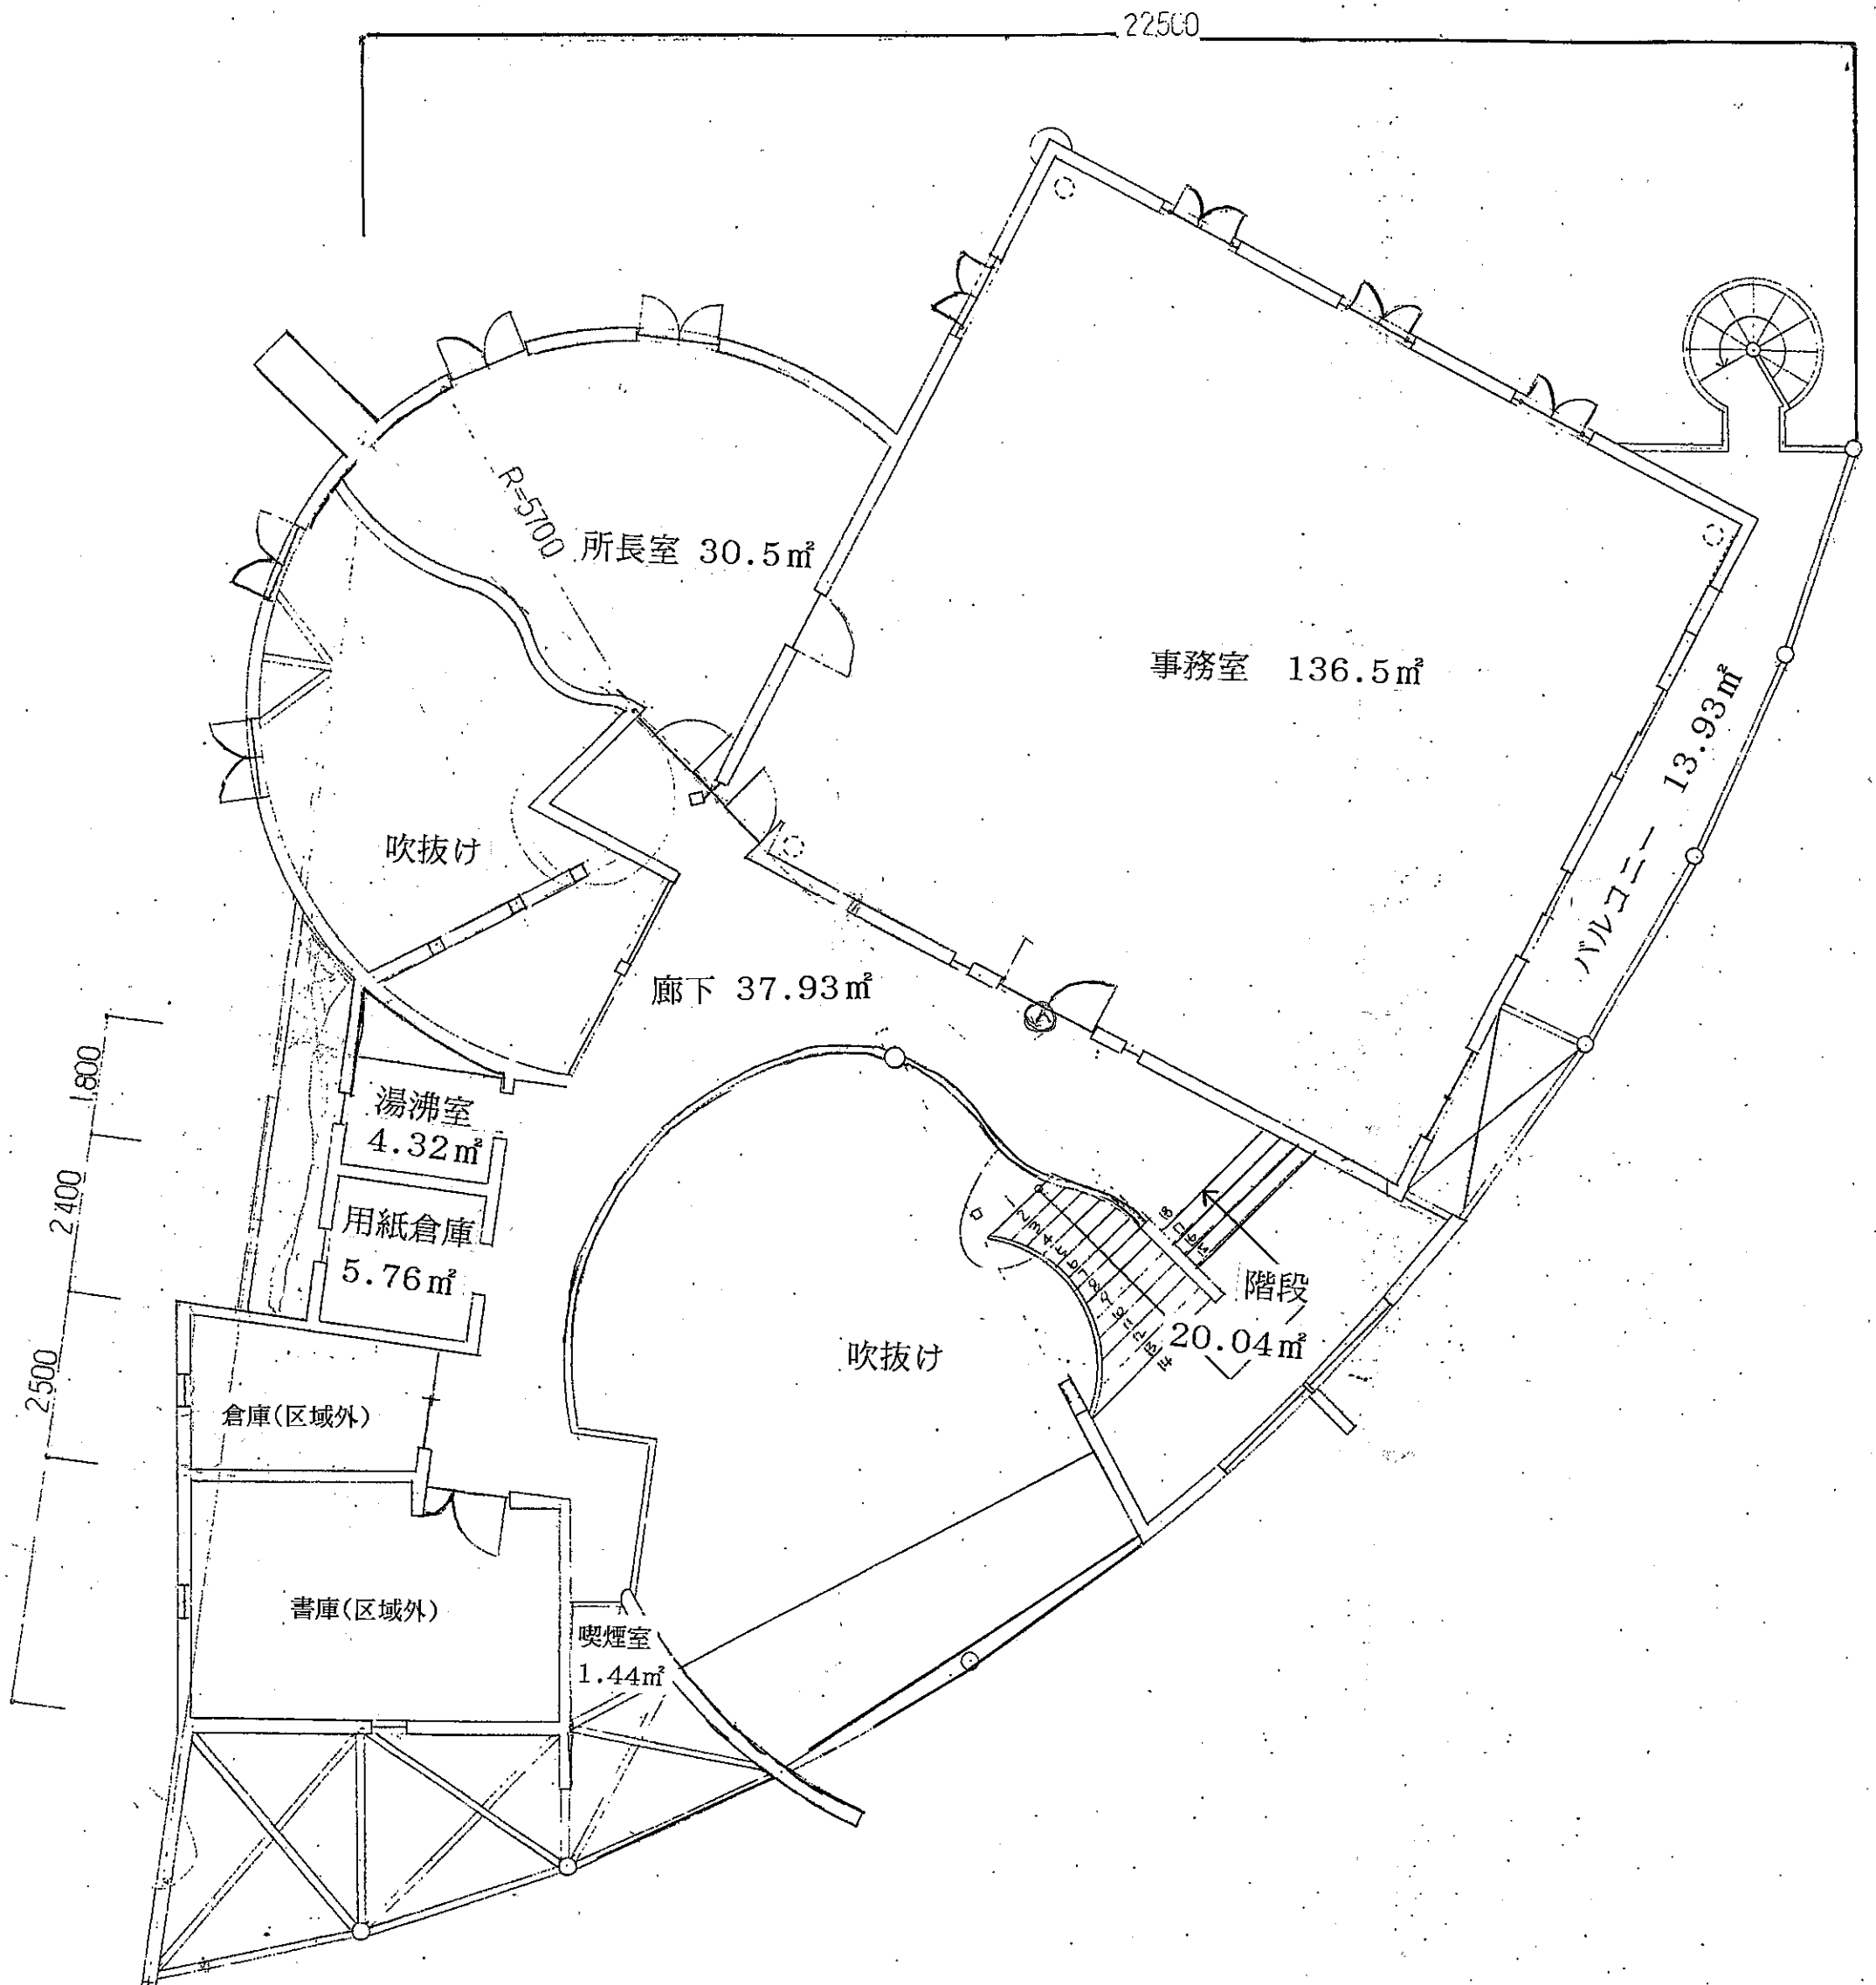 22500
R=5700
所長室 30.5㎡
事務室 136.5㎡
バルコニー 13.93㎡
吹抜け
廊下 37.93㎡
1,800
2400
2500
湯沸室
4.32㎡
用紙倉庫
5.76㎡
階段
20.04㎡
吹抜け
倉庫(区域外)
書庫(区域外)
喫煙室
1.44㎡